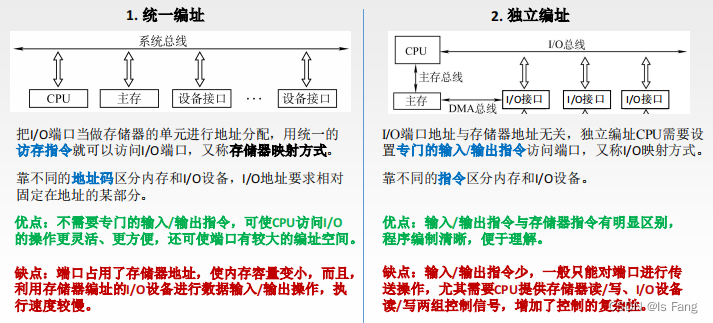 1. 统一编址
系统总线
CPU
主存
设备接口
...
设备接口
把I/O端口当做存储器的单元进行地址分配，用统一的
访存指令就可以访问I/O端口，又称存储器映射方式。
靠不同的地址码区分内存和I/O设备，I/O地址要求相对
固定在地址的某部分。
优点：不需要专门的输入/输出指令，可使CPU访问I/O
的操作更灵活、更方便，还可使端口有较大的编址空间。
缺点：端口占用了存储器地址，使内存容量变小，而且，
利用存储器编址的I/O设备进行数据输入/输出操作，执
行速度较慢。
2. 独立编址
CPU
I/O总线
主存总线
主存
DMA总线
I/O接口
I/O接口
I/O接口
I/O端口地址与存储器地址无关，独立编址CPU需要设
置专门的输入/输出指令访问端口，又称I/O映射方式。
靠不同的指令区分内存和I/O设备。
优点：输入/输出指令与存储器指令有明显区别，
程序编制清晰，便于理解。
缺点：输入/输出指令少，一般只能对端口进行传
送操作，尤其需要CPU提供存储器读/写、I/O设备
读/写两组控制信号，增加了控制的复杂性。
@Is Fang